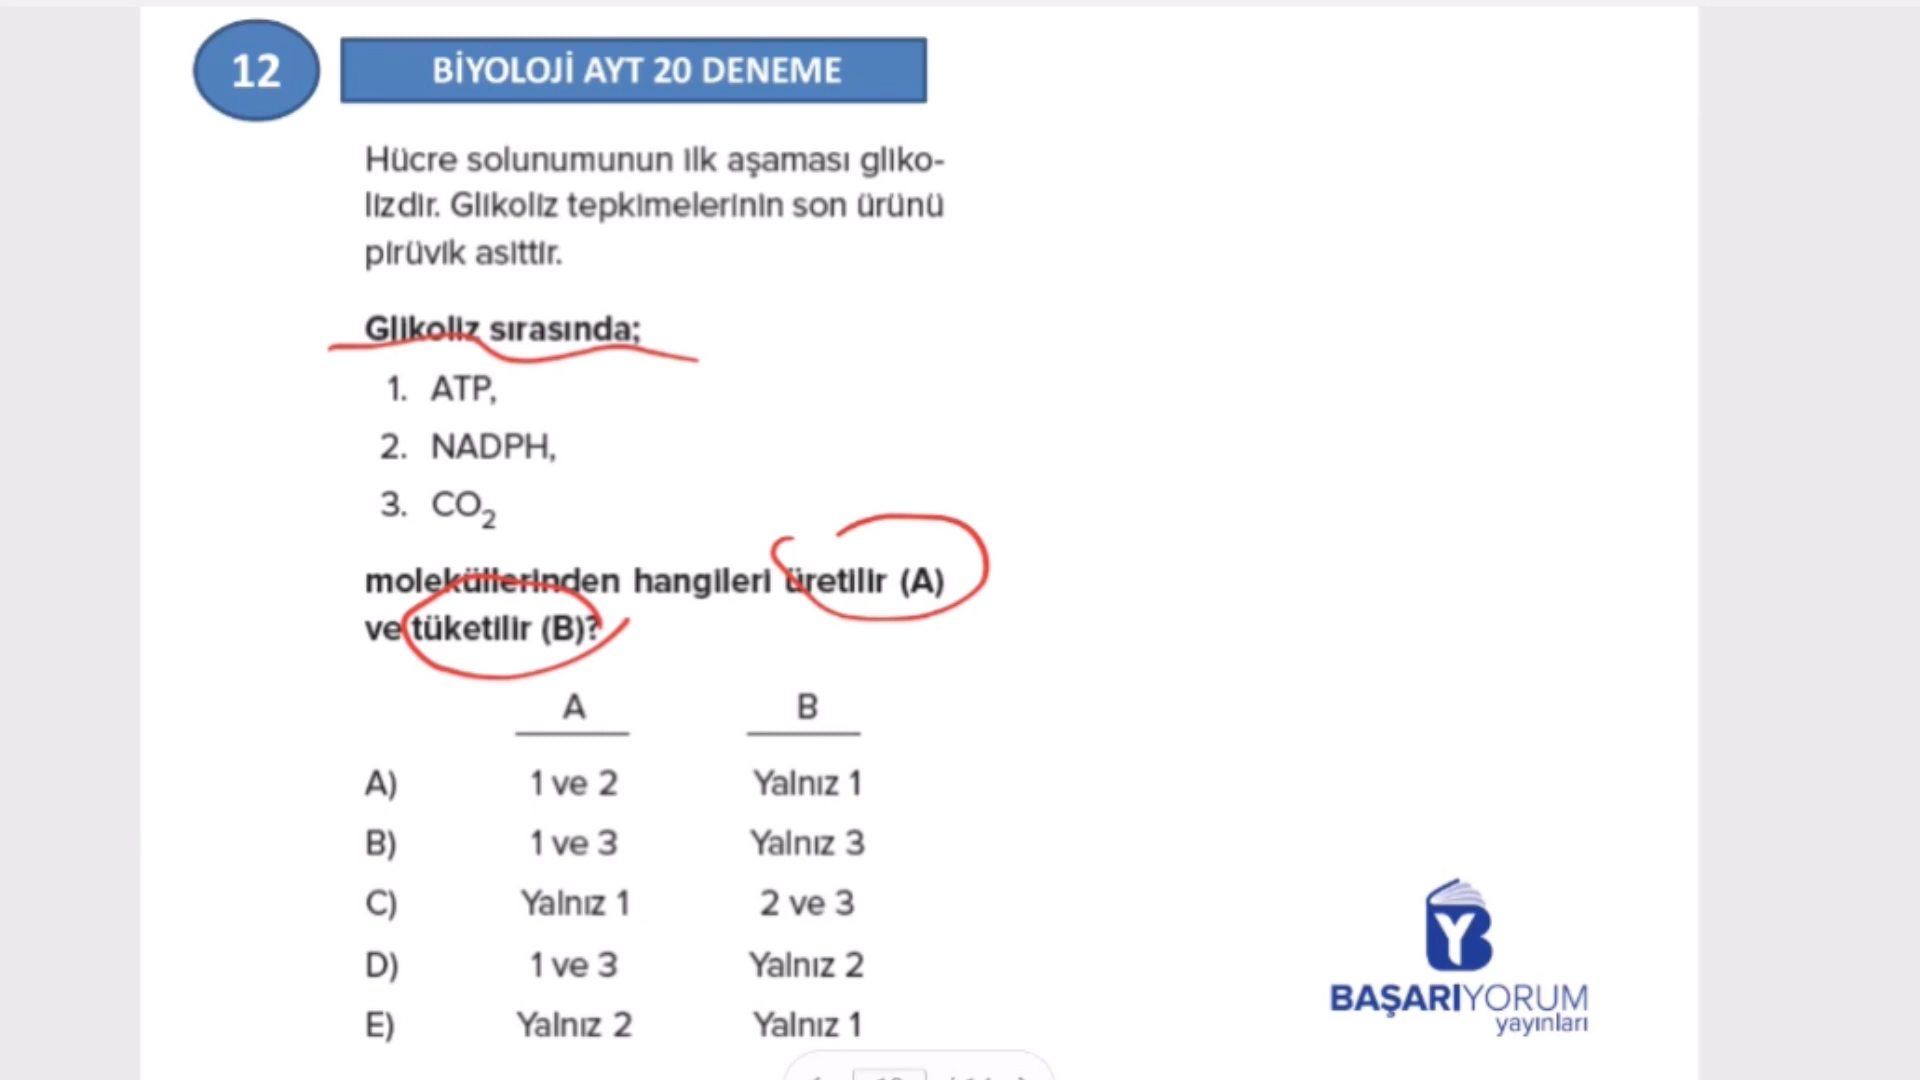 12
BİYOLOJİ AYT 20 DENEME
Hücre solunumunun ilk aşaması gliko-
lizdir. Glikoliz tepkimelerinin son ürünü
pirüvik asittir.
Glikoliz sırasında;
1. ATP,
2. NADPH,
3. CO₂
moleküllerinden hangileri üretilir (A)
ve tüketilir (B)?
A B
A) 1 ve 2 Yalnız 1
B) 1 ve 3 Yalnız 3
C) Yalnız 1 2 ve 3
D) 1 ve 3 Yalnız 2
E) Yalnız 2 Yalnız 1
BAŞARIYORUM
yayınları